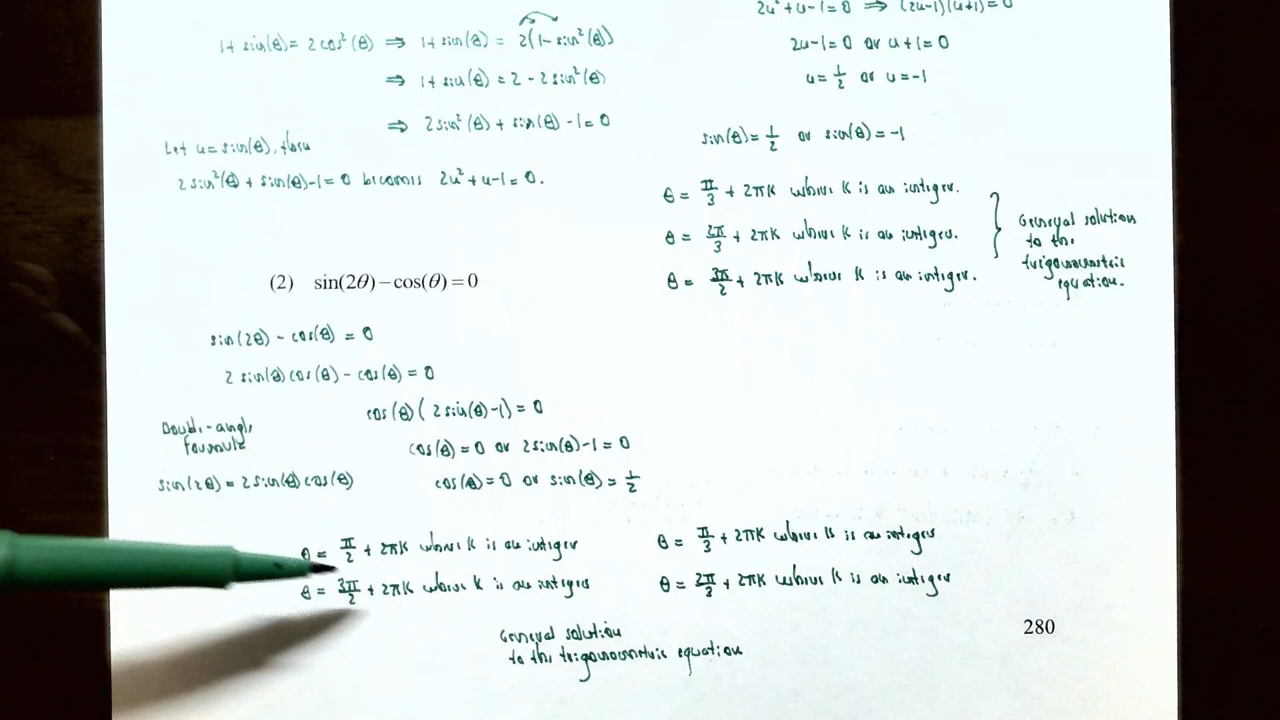 1+sin(θ) = 2cos²(θ) ⇒ 1+sin(θ) = 2(1-sin²(θ))
⇒ 1+sin(θ) = 2-2sin²(θ)
⇒ 2sin²(θ)+sin(θ)-1=0
Let u=sin(θ), then
2sin²(θ)+sin(θ)-1=0 becomes 2u²+u-1=0.
2u²+u-1=0 ⇒ (2u-1)(u+1)=0
2u-1=0 or u+1=0
u=1/2 or u=-1
sin(θ)=1/2 or sin(θ)=-1
θ = π/3 + 2πk where k is an integer.
θ = 2π/3 + 2πk where k is an integer.
θ = 3π/2 + 2πk where k is an integer.
General solution
to the
trigonometric
equation.
(2) sin(2θ)-cos(θ)=0
sin(2θ)-cos(θ)=0
2sin(θ)cos(θ)-cos(θ)=0
cos(θ)(2sin(θ)-1)=0
cos(θ)=0 or 2sin(θ)-1=0
cos(θ)=0 or sin(θ)=1/2
Double-angle
Formula
sin(2θ)=2sin(θ)cos(θ)
θ = π/2 + 2πk where k is an integer
θ = 3π/2 + 2πk where k is an integer
θ = π/3 + 2πk where k is an integer
θ = 2π/3 + 2πk where k is an integer
General solution
to the trigonometric equation
280